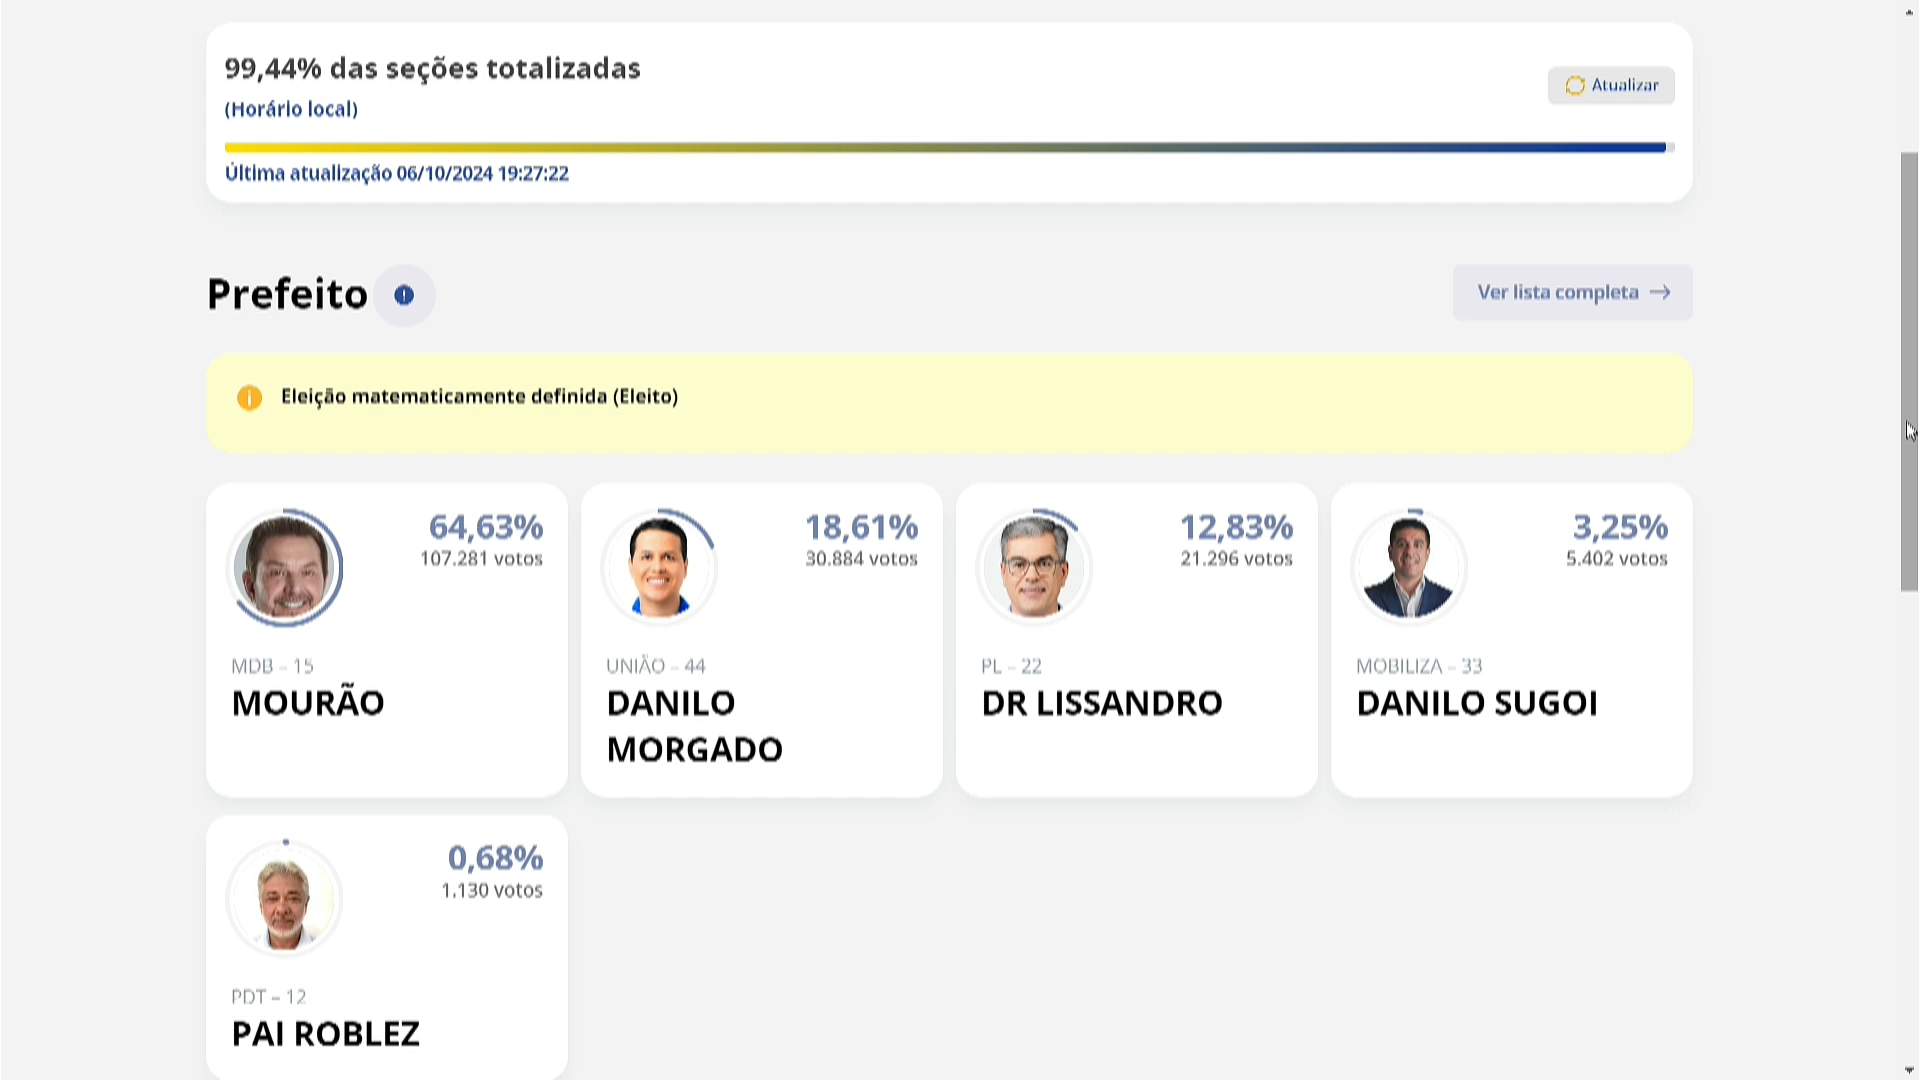 99,44% das seções totalizadas
(Horário local)
Atualizar
Última atualização 06/10/2024 19:27:22
Prefeito
Ver lista completa
Eleição matematicamente definida (Eleito)
64,63%
107.281 votos
MDB - 15
MOURÃO
18,61%
30.884 votos
UNIÃO - 44
DANILO
MORGADO
12,83%
21.296 votos
PL - 22
DR LISSANDRO
3,25%
5.402 votos
MOBILIZA - 33
DANILO SUGOI
0,68%
1.130 votos
PDT - 12
PAI ROBLEZ